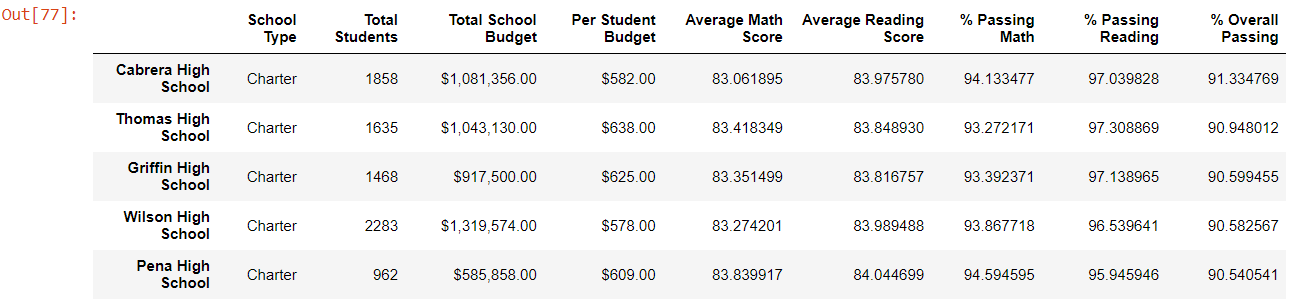 Out[77]:
School Type Total Students Total School Budget Per Student Budget Average Math Score Average Reading Score % Passing Math % Passing Reading % Overall Passing
Cabrera High School Charter 1858 $1,081,356.00 $582.00 83.061895 83.975780 94.133477 97.039828 91.334769
Thomas High School Charter 1635 $1,043,130.00 $638.00 83.418349 83.848930 93.272171 97.308869 90.948012
Griffin High School Charter 1468 $917,500.00 $625.00 83.351499 83.816757 93.392371 97.138965 90.599455
Wilson High School Charter 2283 $1,319,574.00 $578.00 83.274201 83.989488 93.867718 96.539641 90.582567
Pena High School Charter 962 $585,858.00 $609.00 83.839917 84.044699 94.594595 95.945946 90.540541